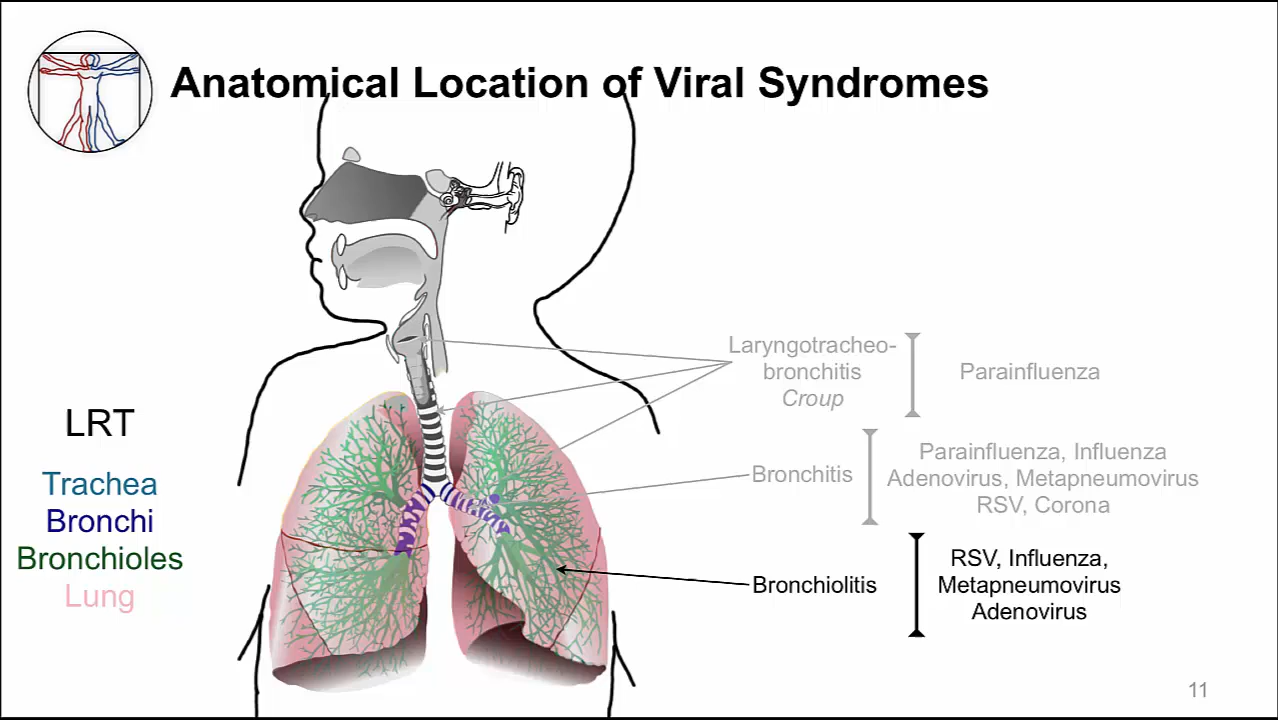 Anatomical Location of Viral Syndromes
LRT
Trachea
Bronchi
Bronchioles
Lung
Laryngotracheo-
bronchitis
Croup
Parainfluenza
Bronchitis
Parainfluenza, Influenza
Adenovirus, Metapneumovirus
RSV, Corona
Bronchiolitis
RSV, Influenza,
Metapneumovirus
Adenovirus
11